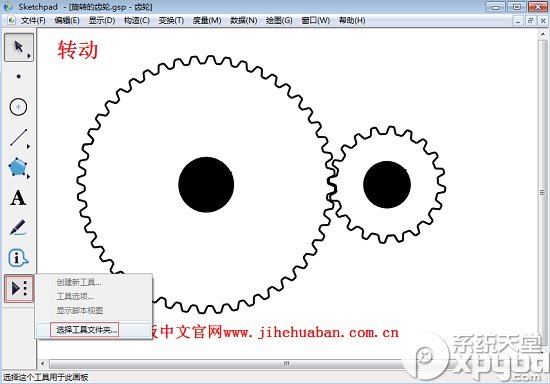 Sketchpad - [旋转的齿轮.gsp - 齿轮]
文件(F) 编辑(E) 显示(D) 构造(C) 变换(T) 度量(M) 数据(N) 绘图(G) 窗口(W) 帮助(H)
转动
A
创建新工具...
工具选项...
显示脚本视图
选择工具文件夹...
板中文官网www.jihehuaban.com.cn
系统天堂
xpgod
选择这个工具用于此画板